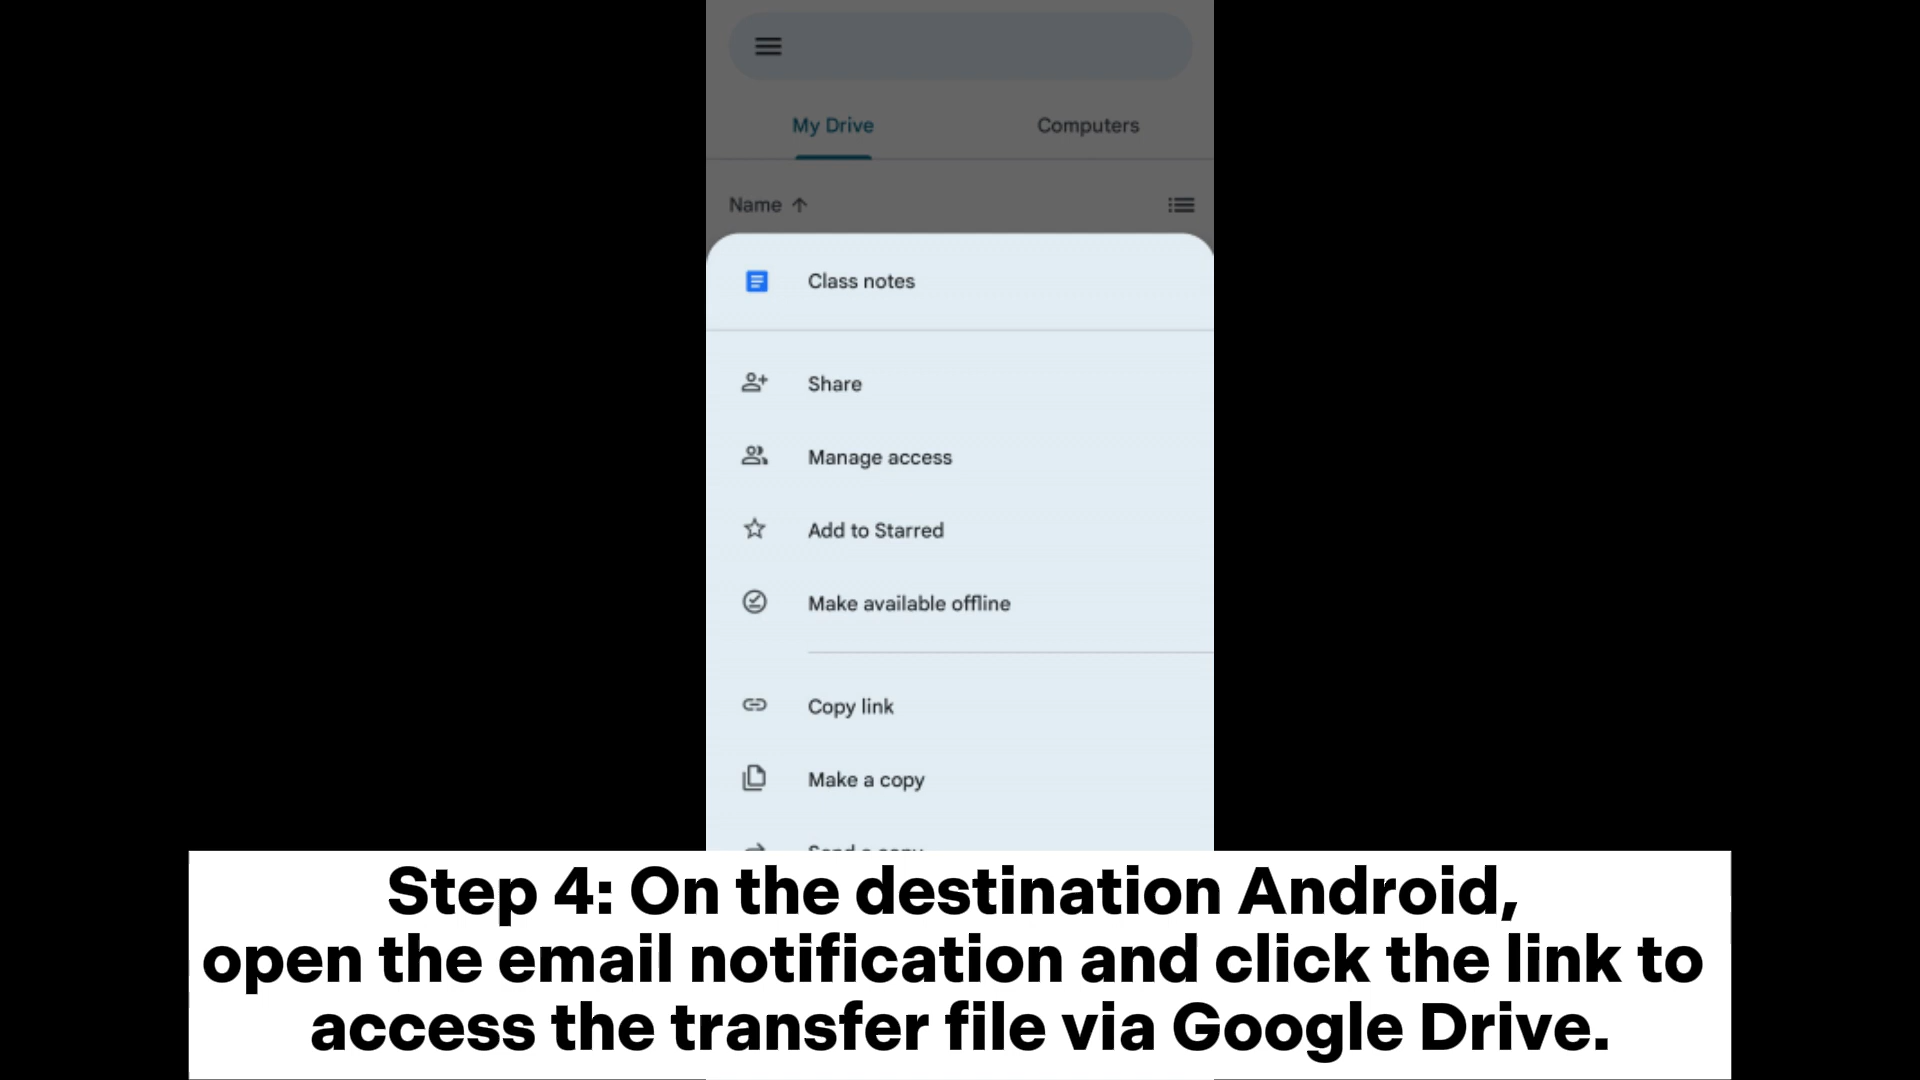 My Drive
Computers
Name
Class notes
Share
Manage access
Add to Starred
Make available offline
Copy link
Make a copy
Send a copy
Step 4: On the destination Android,
open the email notification and click the link to
access the transfer file via Google Drive.